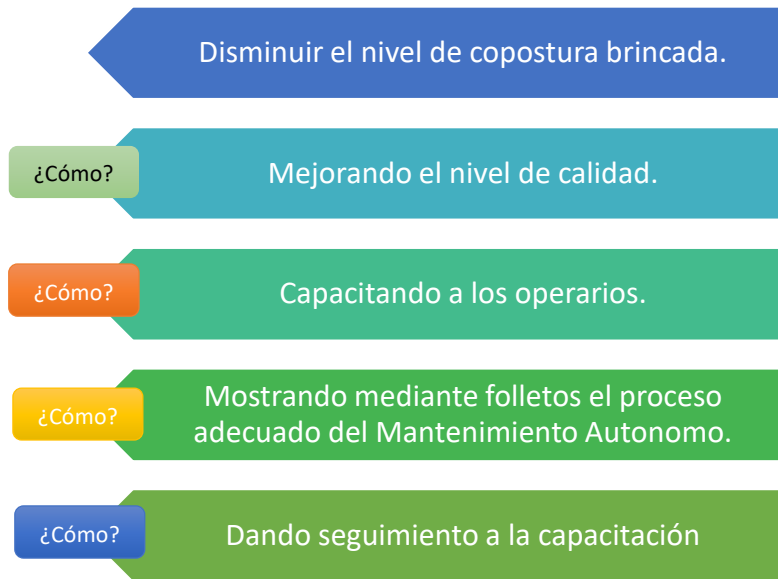 Disminuir el nivel de copostura brincada.
¿Cómo?
Mejorando el nivel de calidad.
¿Cómo?
Capacitando a los operarios.
¿Cómo?
Mostrando mediante folletos el proceso
adecuado del Mantenimiento Autonomo.
¿Cómo?
Dando seguimiento a la capacitación